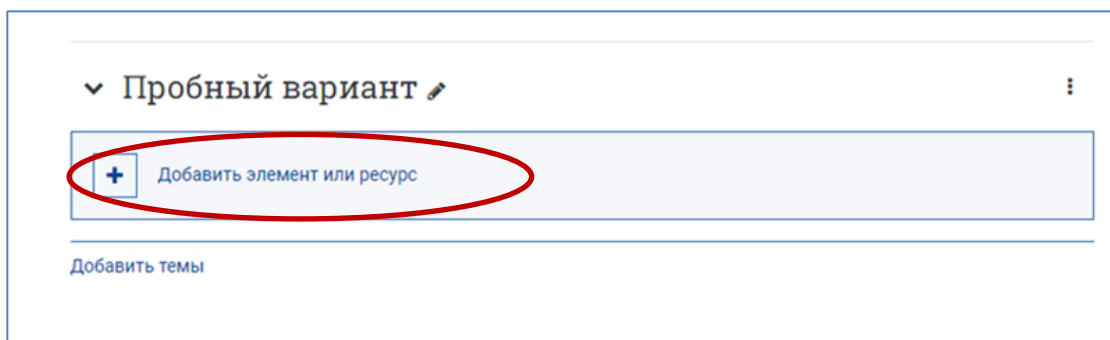 Пробный вариант
Добавить элемент или ресурс
Добавить темы